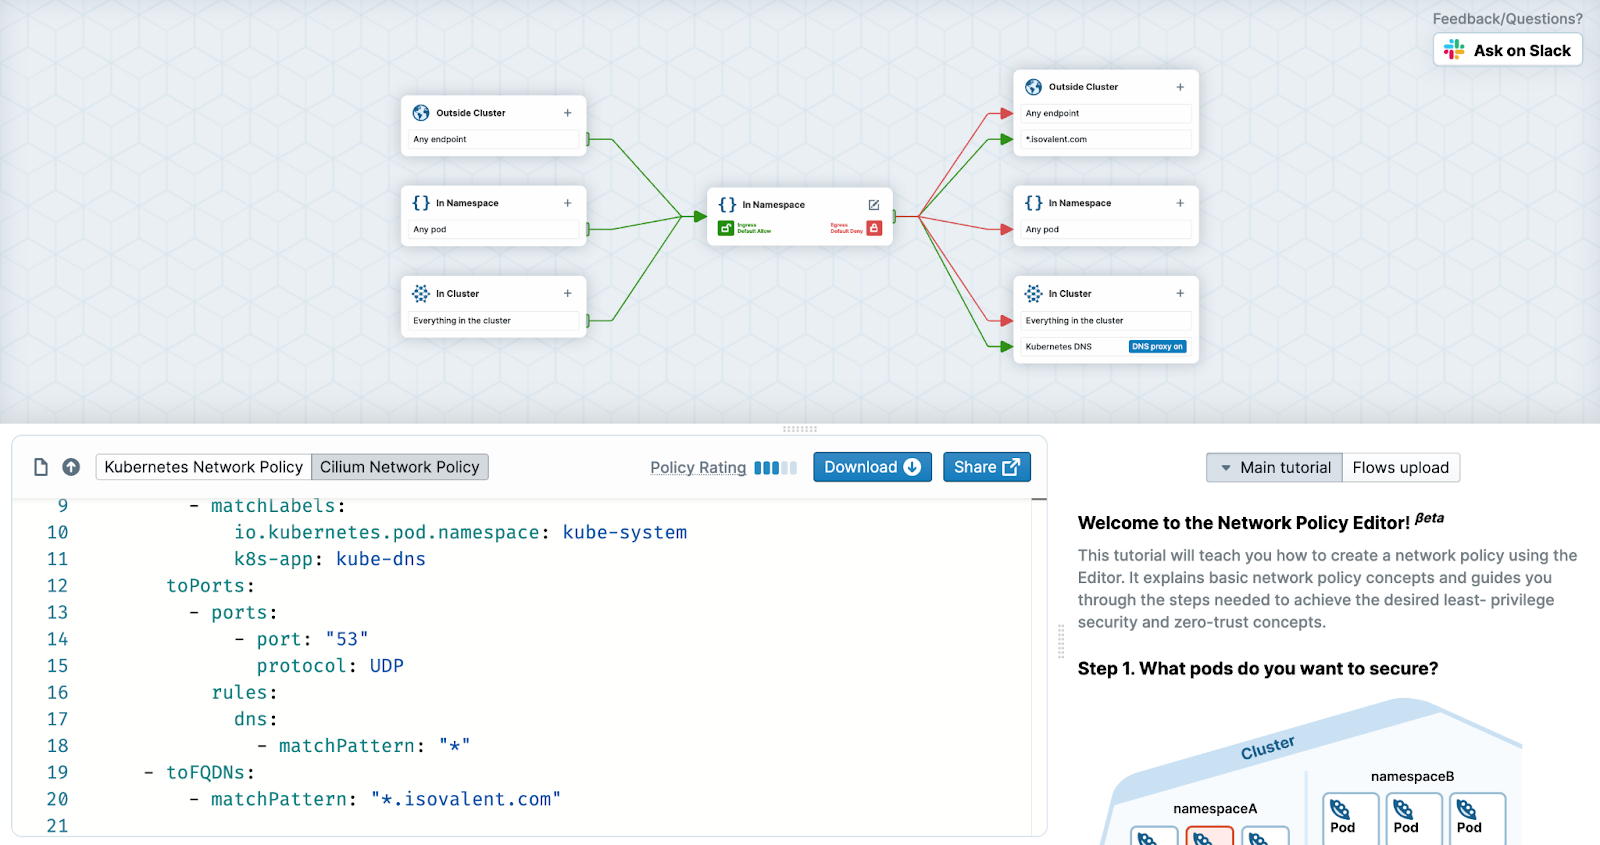 Feedback/Questions?
Ask on Slack
Outside Cluster +
Any endpoint
In Namespace +
Any pod
In Cluster +
Everything in the cluster
{} In Namespace
Ingress
Default Allow
Egress
Default Deny
Outside Cluster +
Any endpoint
*.isovalent.com
{} In Namespace +
Any pod
In Cluster +
Everything in the cluster
Kubernetes DNS DNS proxy on
Kubernetes Network Policy Cilium Network Policy Policy Rating Download Share
9 - matchLabels:
10 io.kubernetes.pod.namespace: kube-system
11 k8s-app: kube-dns
12 toPorts:
13 - ports:
14 - port: "53"
15 protocol: UDP
16 rules:
17 dns:
18 - matchPattern: "*"
19 - toFQDNs:
20 - matchPattern: "*.isovalent.com"
21
Main tutorial Flows upload
Welcome to the Network Policy Editor! βeta
This tutorial will teach you how to create a network policy using the
Editor. It explains basic network policy concepts and guides you
through the steps needed to achieve the desired least- privilege
security and zero-trust concepts.
Step 1. What pods do you want to secure?
Cluster
namespaceB
namespaceA
Pod Pod Pod